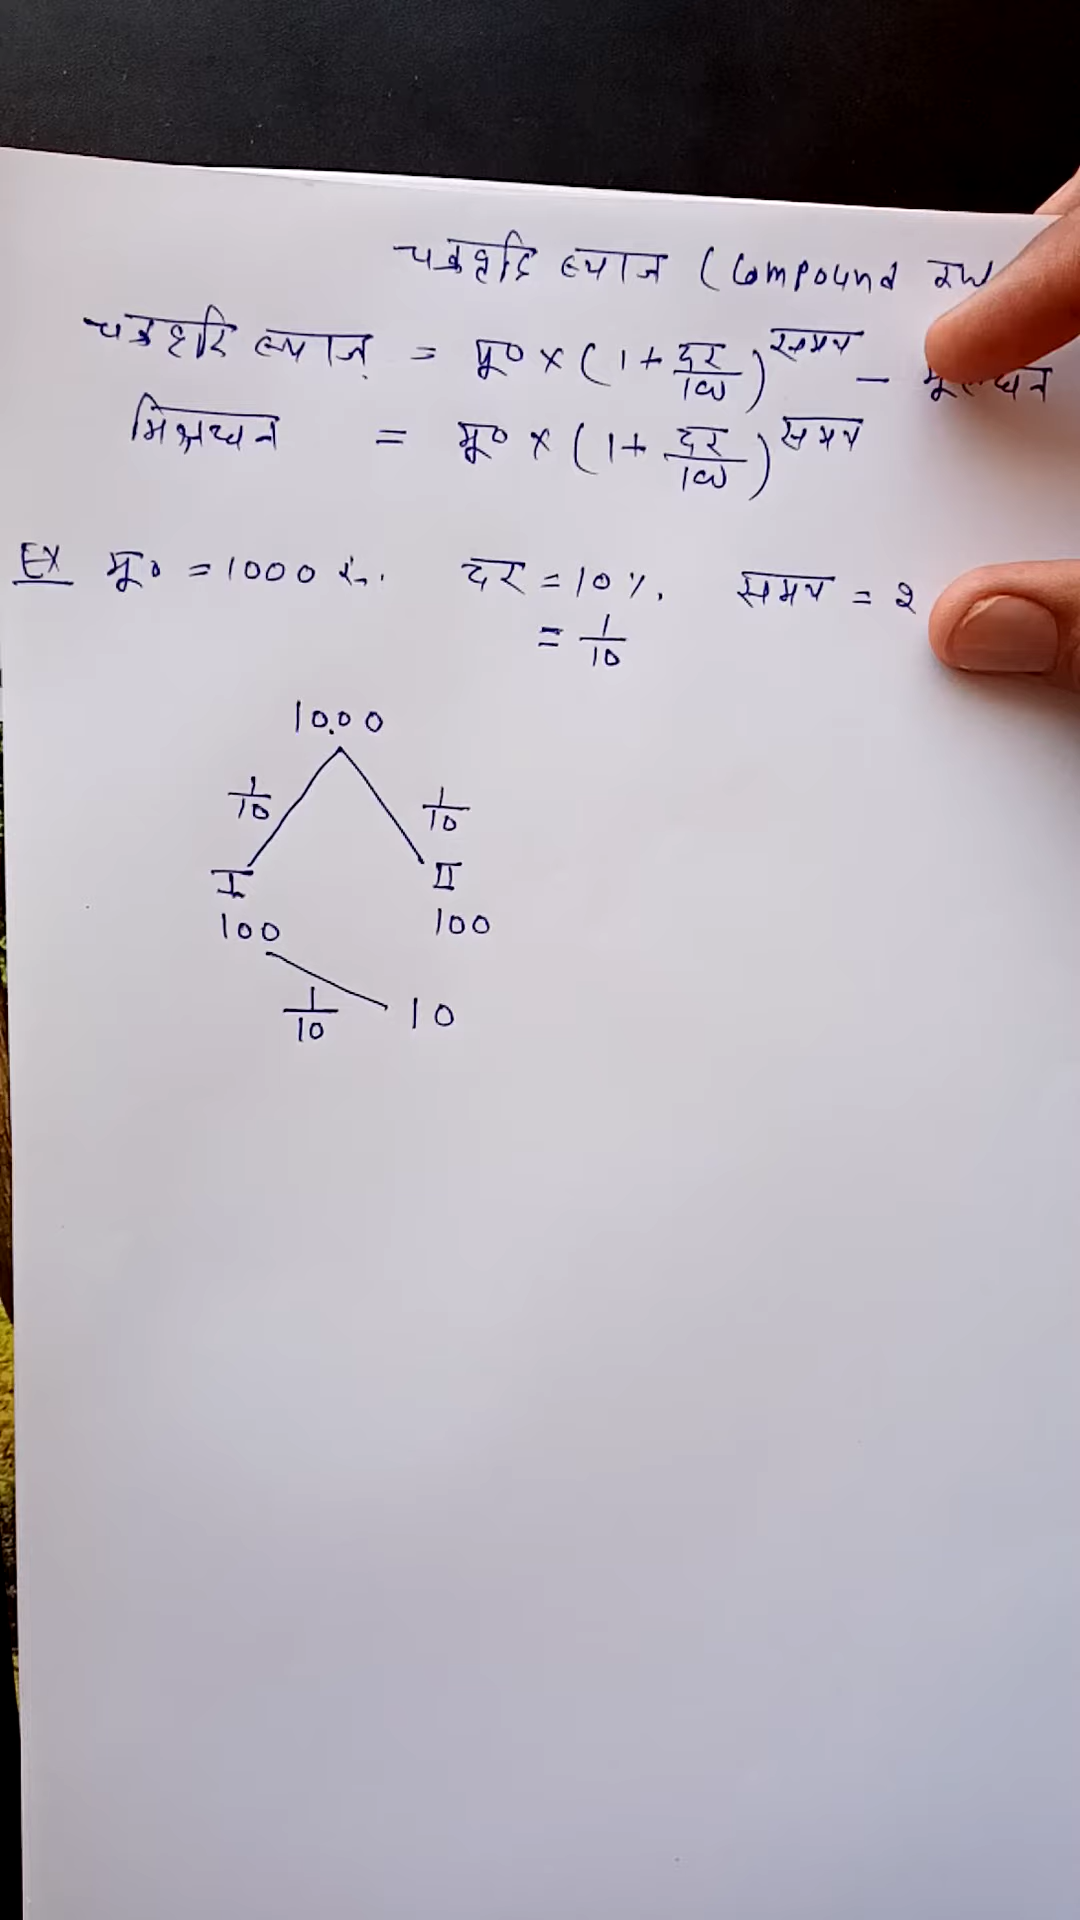 चक्रवृद्धि ब्याज (Compound
चक्रवृद्धि ब्याज = मू० × (1 + दर/100)^समय - मूलधन
मिश्रधन = मू० × (1 + दर/100)^समय
Ex मू० = 1000 रु. दर = 10%. समय = 2
= 1/10
1000
1/10 1/10
I II
100 100
1/10 10